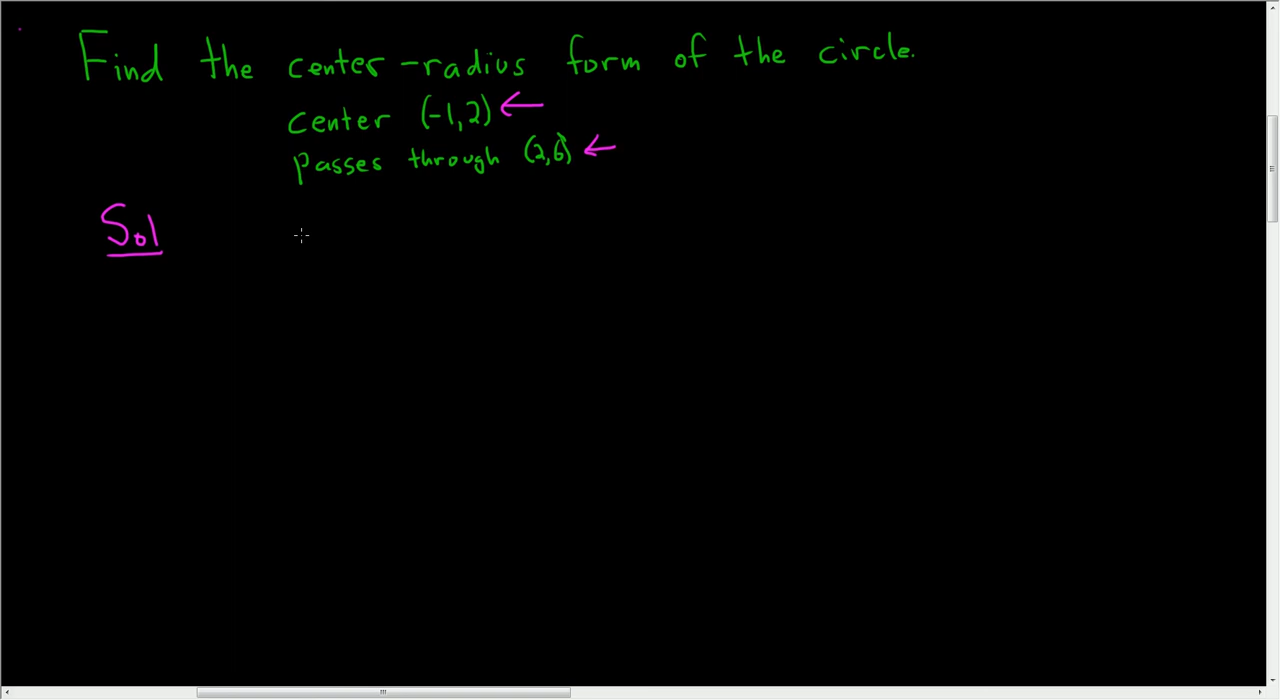 Find the center-radius form of the circle.
Center (-1,2) ←
Passes through (2,6) ←
Sol